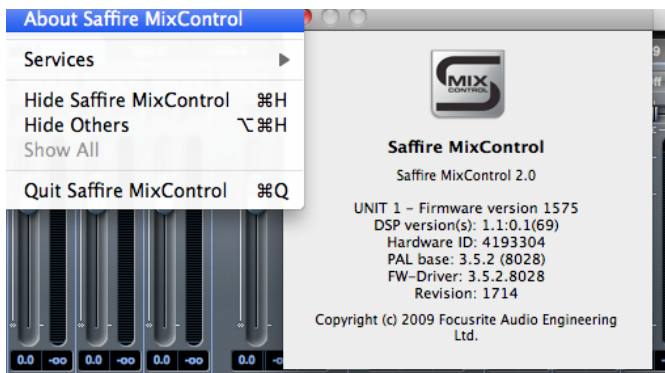 About Saffire MixControl
Services
Hide Saffire MixControl ⌘H
Hide Others ⌥⌘H
Show All
Quit Saffire MixControl ⌘Q
MIX
CONTROL
Saffire MixControl
Saffire MixControl 2.0
UNIT 1 - Firmware version 1575
DSP version(s): 1.1:0.1(69)
Hardware ID: 4193304
PAL base: 3.5.2 (8028)
FW-Driver: 3.5.2.8028
Revision: 1714
Copyright (c) 2009 Focusrite Audio Engineering
Ltd.
0.0 -oo 0.0 -oo 0.0 -oo 0.0